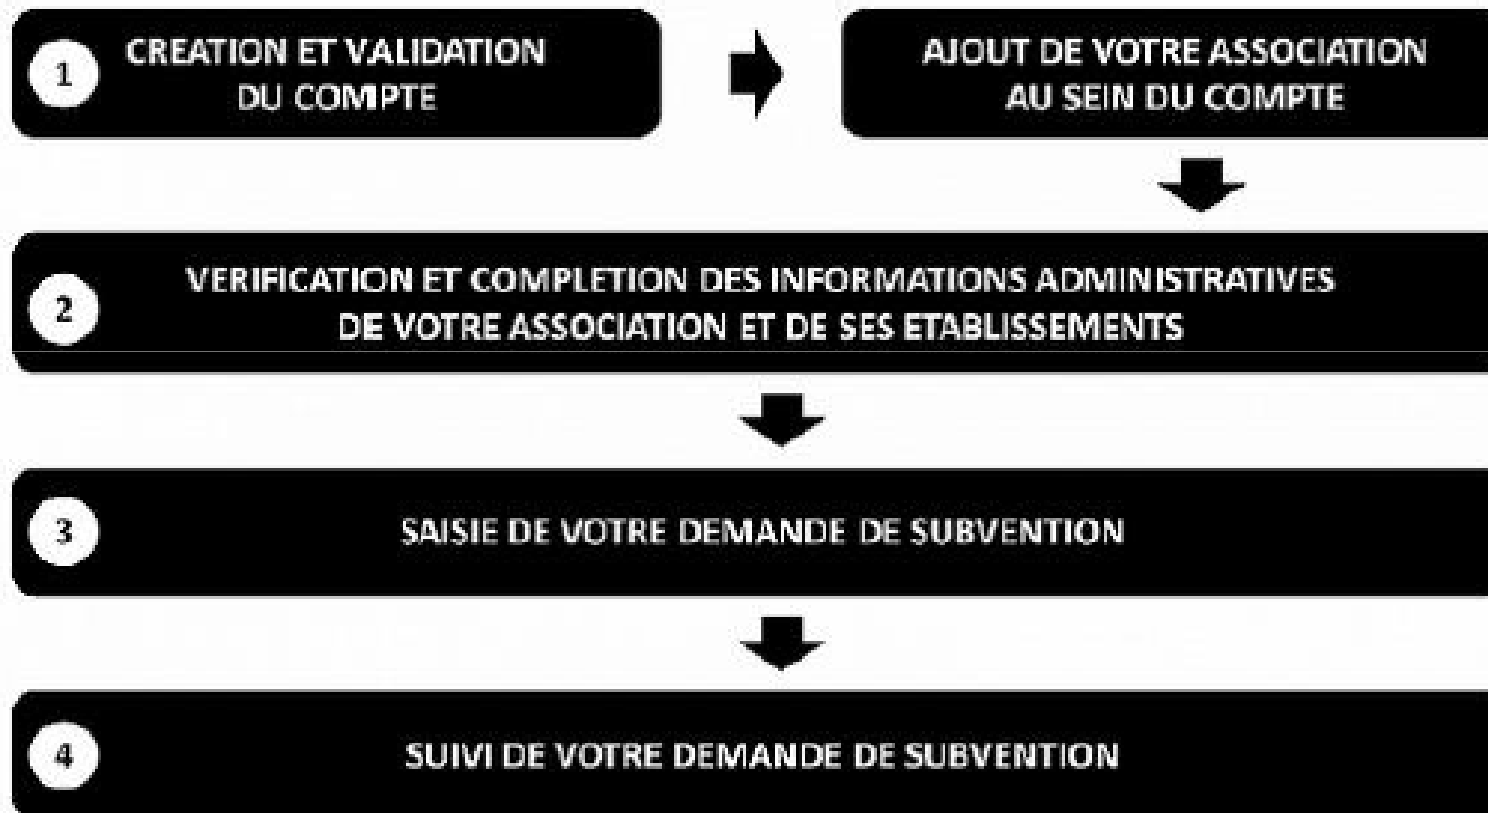 1
CREATION ET VALIDATION
DU COMPTE
AJOUT DE VOTRE ASSOCIATION
AU SEIN DU COMPTE
2
VERIFICATION ET COMPLETION DES INFORMATIONS ADMINISTRATIVES
DE VOTRE ASSOCIATION ET DE SES ETABLISSEMENTS
3
SAISIE DE VOTRE DEMANDE DE SUBVENTION
4
SUIVI DE VOTRE DEMANDE DE SUBVENTION